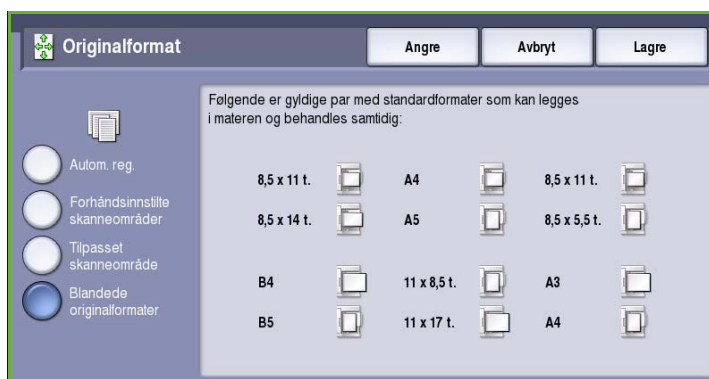 Originalformat
Angre
Avbryt
Lagre
Autom. reg.
Forhåndsinnstilte
skanneområder
Tilpasset
skanneområde
Blandede
originalformater
Følgende er gyldige par med standardformater som kan legges
i materen og behandles samtidig:
8,5 x 11 t. A4 8,5 x 11 t.
8,5 x 14 t. A5 8,5 x 5,5 t.
B4 11 x 8,5 t. A3
B5 11 x 17 t. A4